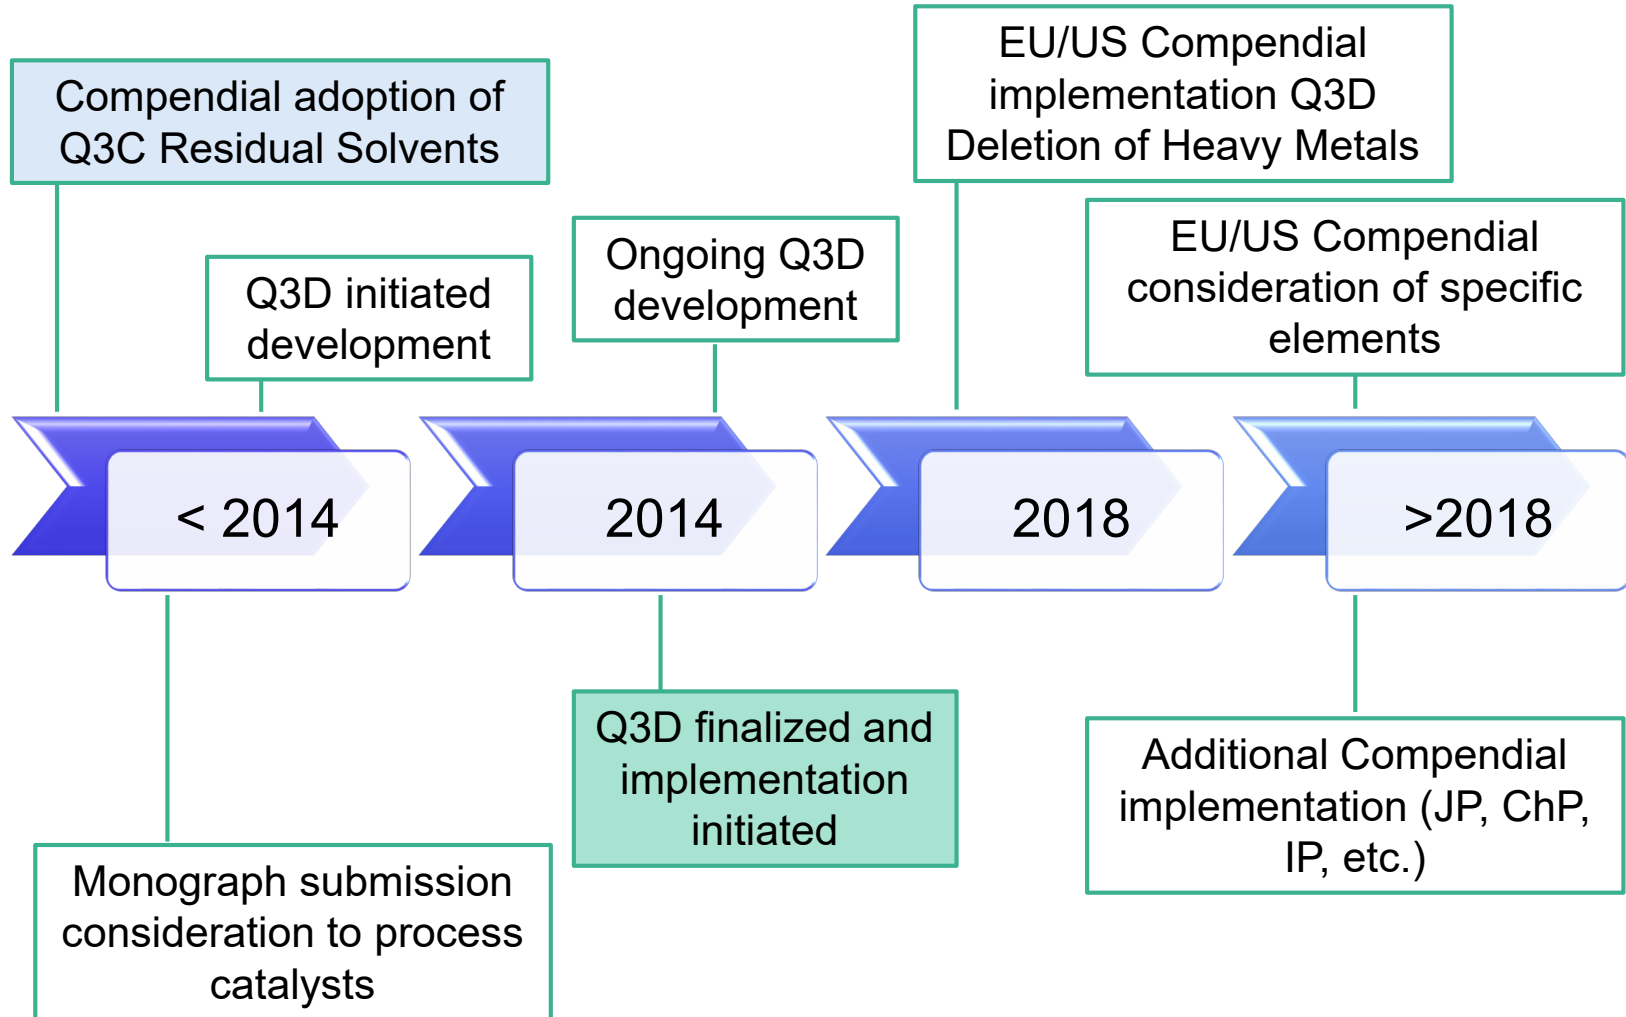 Compendial adoption of
Q3C Residual Solvents
Q3D initiated
development
Ongoing Q3D
development
EU/US Compendial
implementation Q3D
Deletion of Heavy Metals
EU/US Compendial
consideration of specific
elements
< 2014
2014
2018
>2018
Monograph submission
consideration to process
catalysts
Q3D finalized and
implementation
initiated
Additional Compendial
implementation (JP, ChP,
IP, etc.)